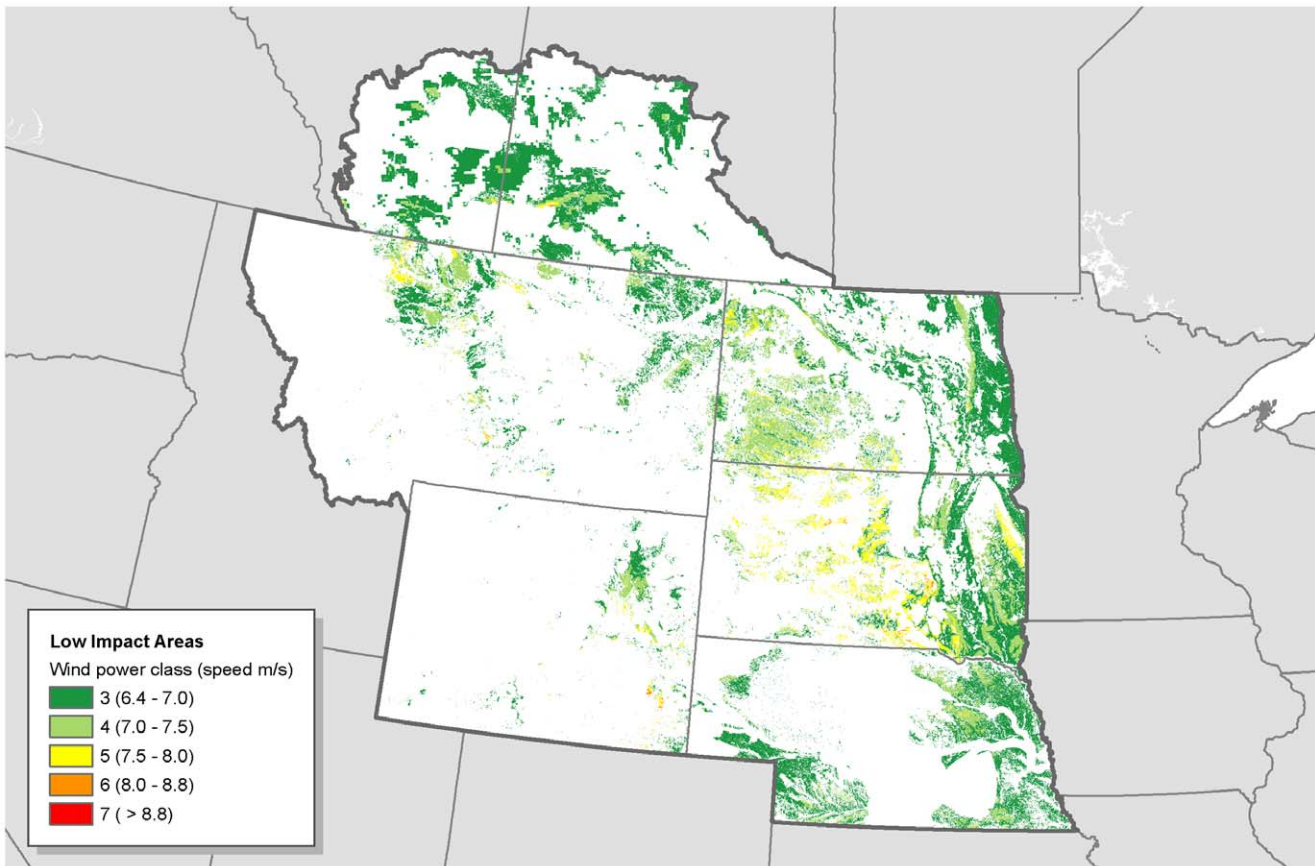 Low Impact Areas
Wind power class (speed m/s)
3 (6.4 - 7.0)
4 (7.0 - 7.5)
5 (7.5 - 8.0)
6 (8.0 - 8.8)
7 ( > 8.8)